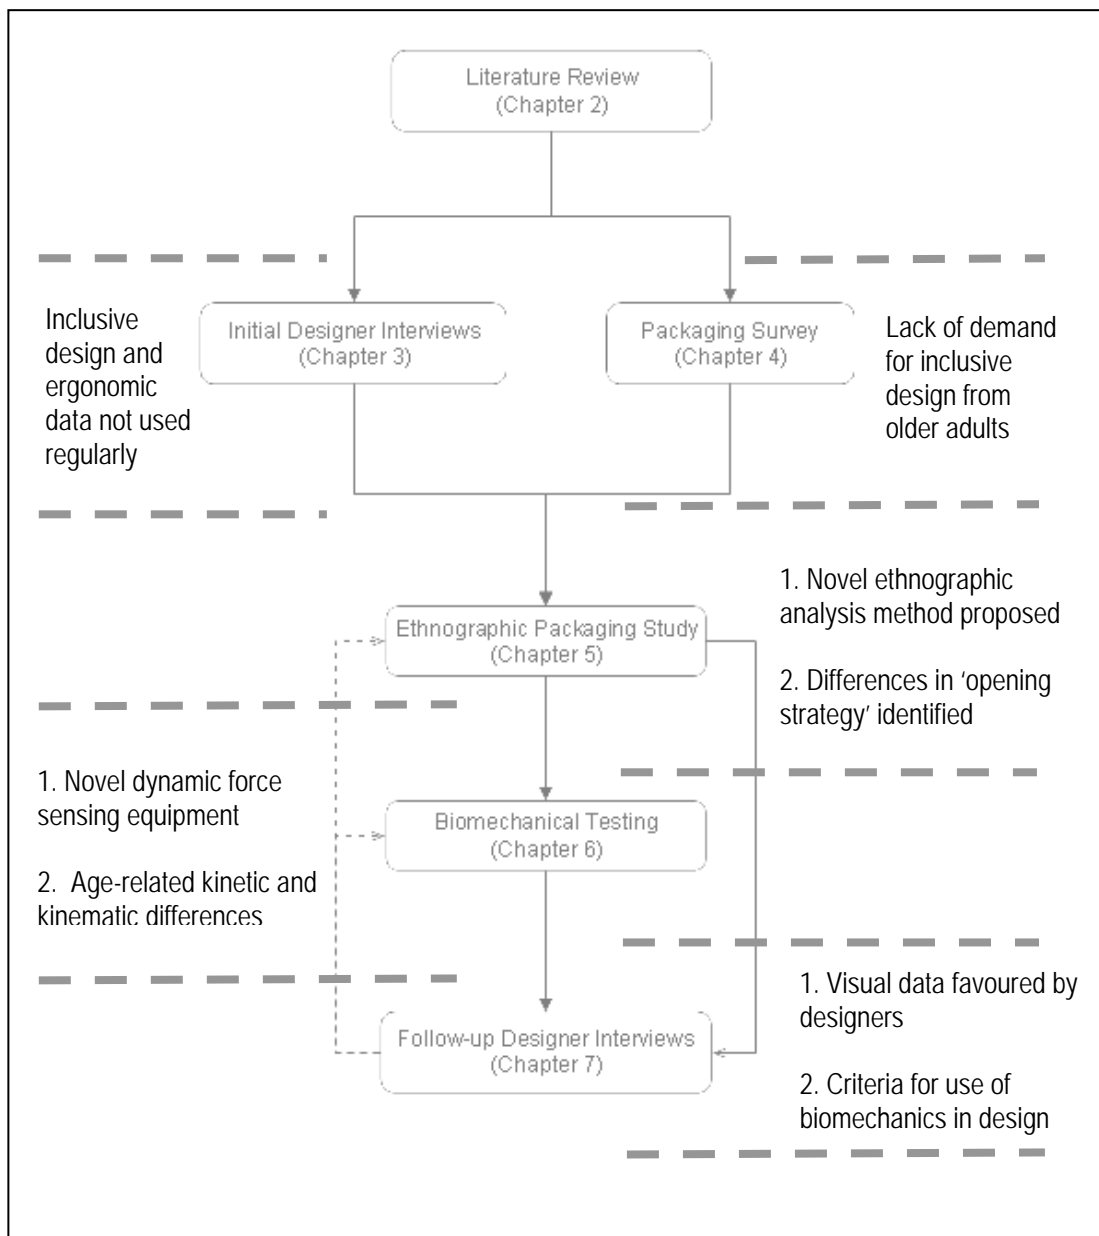 Literature Review
(Chapter 2)
Inclusive
design and
ergonomic
data not used
regularly
Initial Designer Interviews
(Chapter 3)
Packaging Survey
(Chapter 4)
Lack of demand
for inclusive
design from
older adults
Ethnographic Packaging Study
(Chapter 5)
1. Novel ethnographic
analysis method proposed
2. Differences in ‘opening
strategy’ identified
1. Novel dynamic force
sensing equipment
2. Age-related kinetic and
kinematic differences
Biomechanical Testing
(Chapter 6)
Follow-up Designer Interviews
(Chapter 7)
1. Visual data favoured by
designers
2. Criteria for use of
biomechanics in design